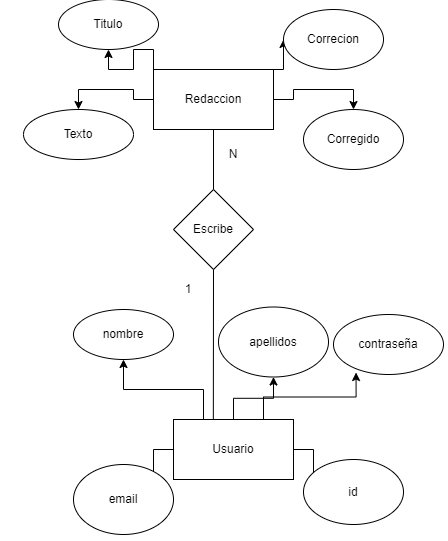 Titulo
Correcion
Redaccion
Texto
Corregido
N
Escribe
1
nombre
apellidos
contraseña
Usuario
email
id